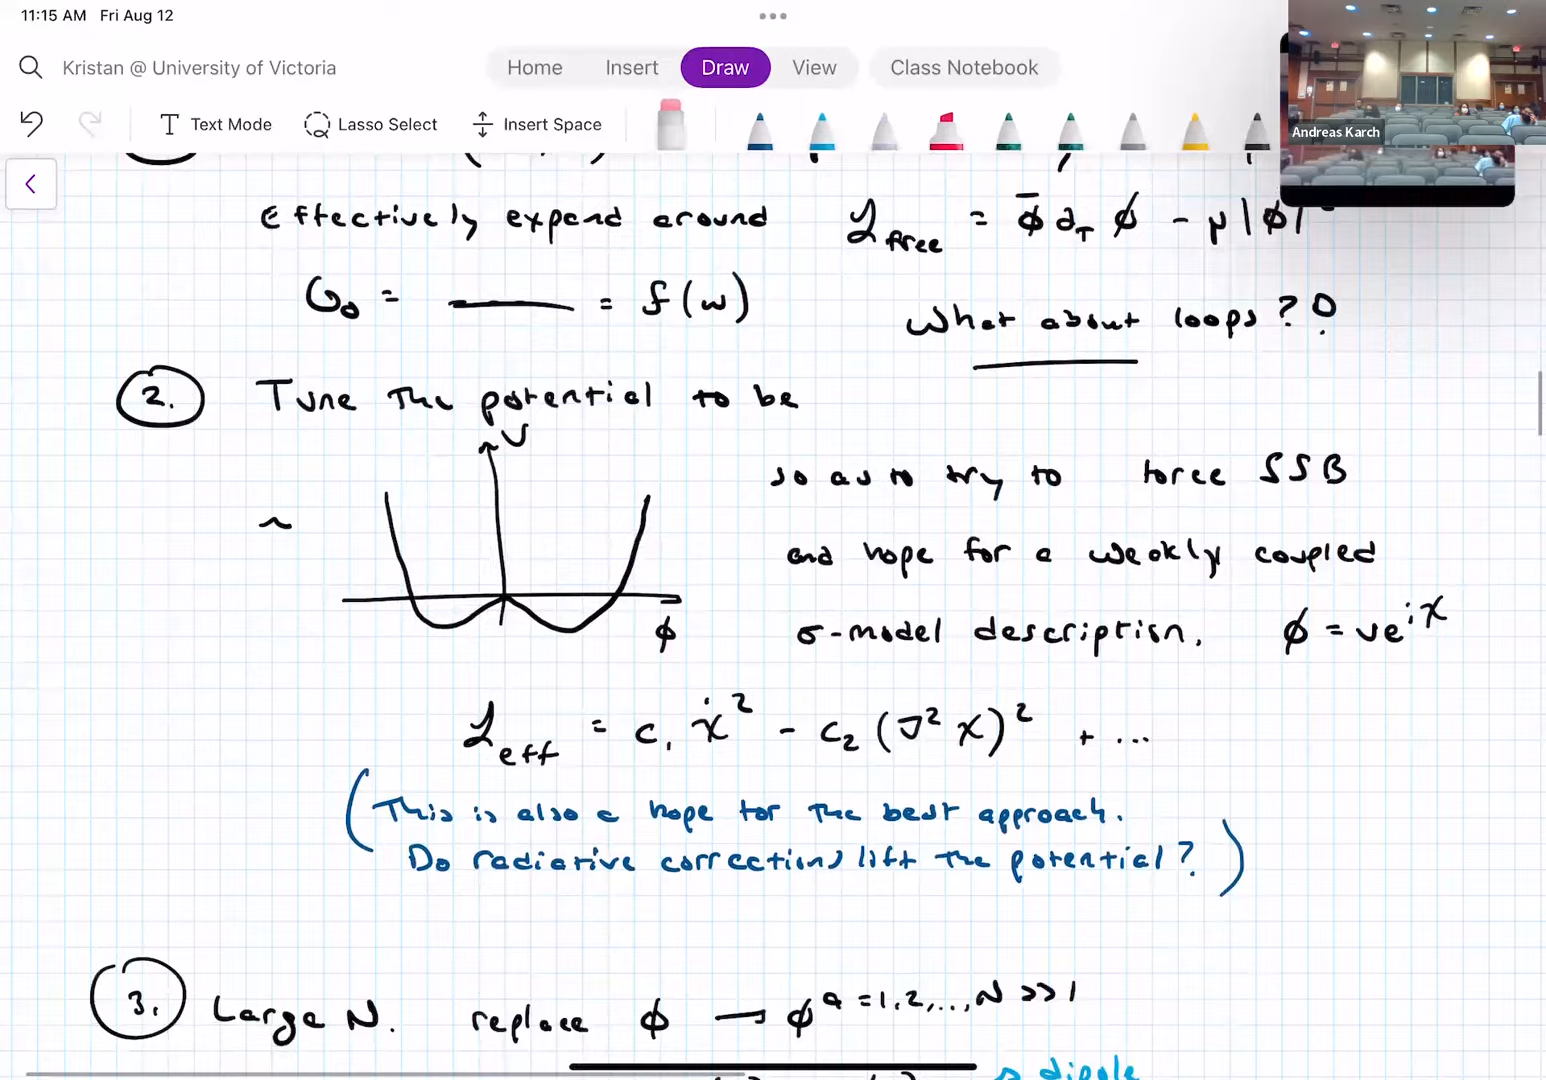 11:15 AM Fri Aug 12
Kristan @ University of Victoria
Home Insert Draw View Class Notebook
Text Mode Lasso Select Insert Space
Andreas Karch
Effectively expand around ℒ_free = φ̄ ∂_T φ - μ|φ|
G₀ = ——— = f(ω)
What about loops?
2. Tune the potential to be
V
so as to try to force SSB
~
and hope for a weakly coupled
φ
σ-model description. φ = ve^{iχ}
ℒ_eff = c₁ χ̇² - c₂ (∇²χ)² + ...
(This is also a hope for the best approach.
Do radiative corrections lift the potential?)
3. Large N. replace φ → φ^{a = 1,2,..,N >> 1}
dipole